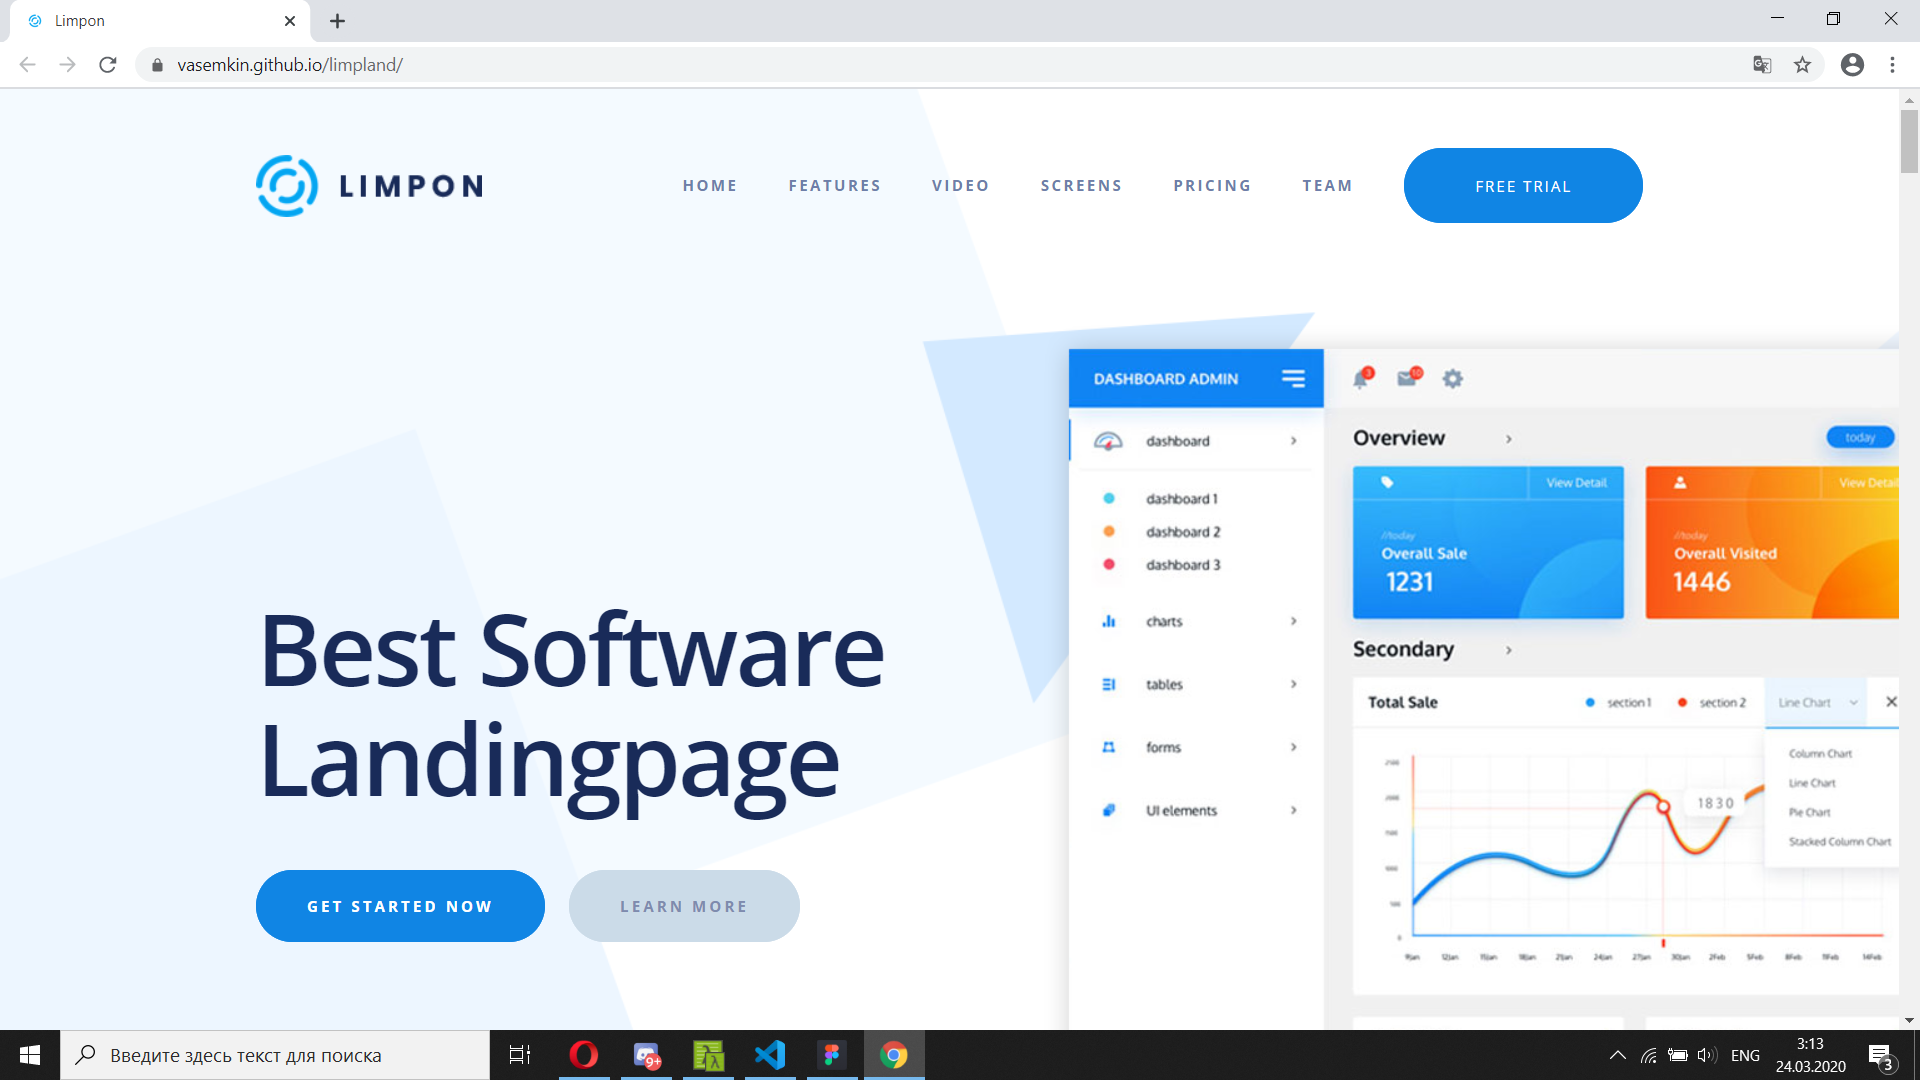 Limpon
vasemkin.github.io/limpland/
LIMPON
HOME
FEATURES
VIDEO
SCREENS
PRICING
TEAM
FREE TRIAL
Best Software
Landingpage
GET STARTED NOW
LEARN MORE
DASHBOARD ADMIN
3
10
dashboard
dashboard 1
dashboard 2
dashboard 3
charts
tables
forms
UI elements
Overview
today
View Detail
//today
Overall Sale
1231
View Detail
//today
Overall Visited
1446
Secondary
Total Sale
section 1
section 2
Line Chart
Column Chart
Line Chart
Pie Chart
Stacked Column Chart
1830
Введите здесь текст для поиска
9+
ENG
3:13
24.03.2020
3